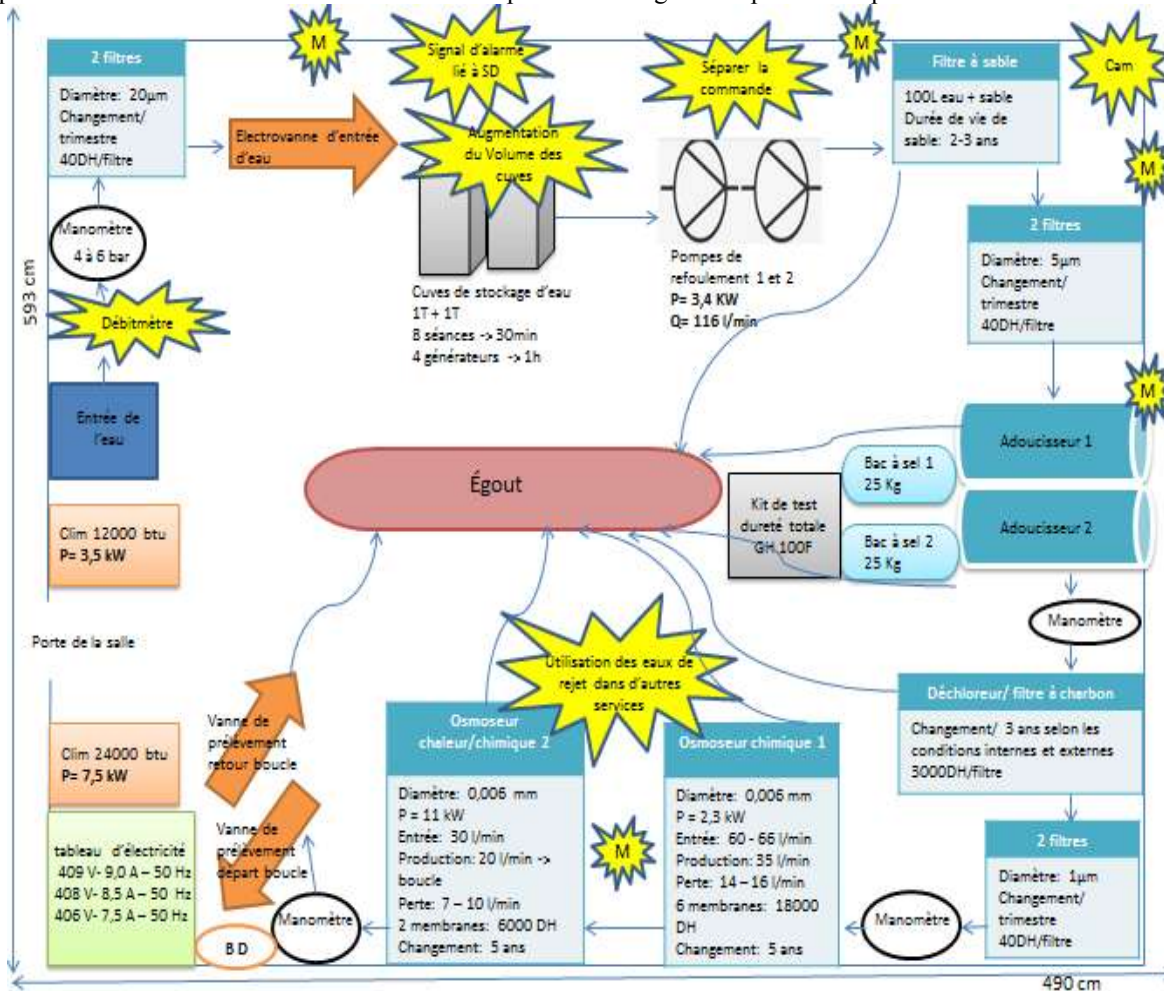 M
Signal d'alarme
lié à SD
Séparer la
commande
M
Cam
2 filtres
Diamètre: 20µm
Changement/
trimestre
40DH/filtre
Filtre à sable
100L eau + sable
Durée de vie de
sable: 2-3 ans
Electrovanne d'entrée
d'eau
Augmentation
du Volume des
cuves
M
Manomètre
4 à 6 bar
2 filtres
Diamètre: 5µm
Changement/
trimestre
40DH/filtre
Pompes de
refoulement 1 et 2
P= 3,4 KW
Q= 116 l/min
593 cm
Débitmètre
Cuves de stockage d'eau
1T + 1T
8 séances -> 30min
4 générateurs -> 1h
M
Entrée de
l'eau
Adoucisseur 1
Bac à sel 1
25 Kg
Égout
Kit de test
dureté totale
GH 100F
Adoucisseur 2
Bac à sel 2
25 Kg
Clim 12000 btu
P= 3,5 kW
Manomètre
Porte de la salle
Utilisation des eaux de
rejet dans d'autres
services
Déchloreur/ filtre à charbon
Changement/ 3 ans selon les
conditions internes et externes
3000DH/filtre
Vanne de
prélèvement
retour boucle
Clim 24000 btu
P= 7,5 kW
Osmoseur
chaleur/chimique 2
Diamètre: 0,006 mm
P = 11 kW
Entrée: 30 l/min
Production: 20 l/min ->
boucle
Perte: 7 – 10 l/min
2 membranes: 6000 DH
Changement: 5 ans
Osmoseur chimique 1
Diamètre: 0,006 mm
P = 2,3 kW
Entrée: 60 - 66 l/min
Production: 35 l/min
Perte: 14 – 16 l/min
6 membranes: 18000
DH
Changement: 5 ans
M
Vanne de
prélèvement
départ boucle
tableau d'électricité
409 V- 9,0 A – 50 Hz
408 V- 8,5 A – 50 Hz
406 V- 7,5 A – 50 Hz
2 filtres
Diamètre: 1µm
Changement/
trimestre
40DH/filtre
Manomètre
Manomètre
B D
490 cm